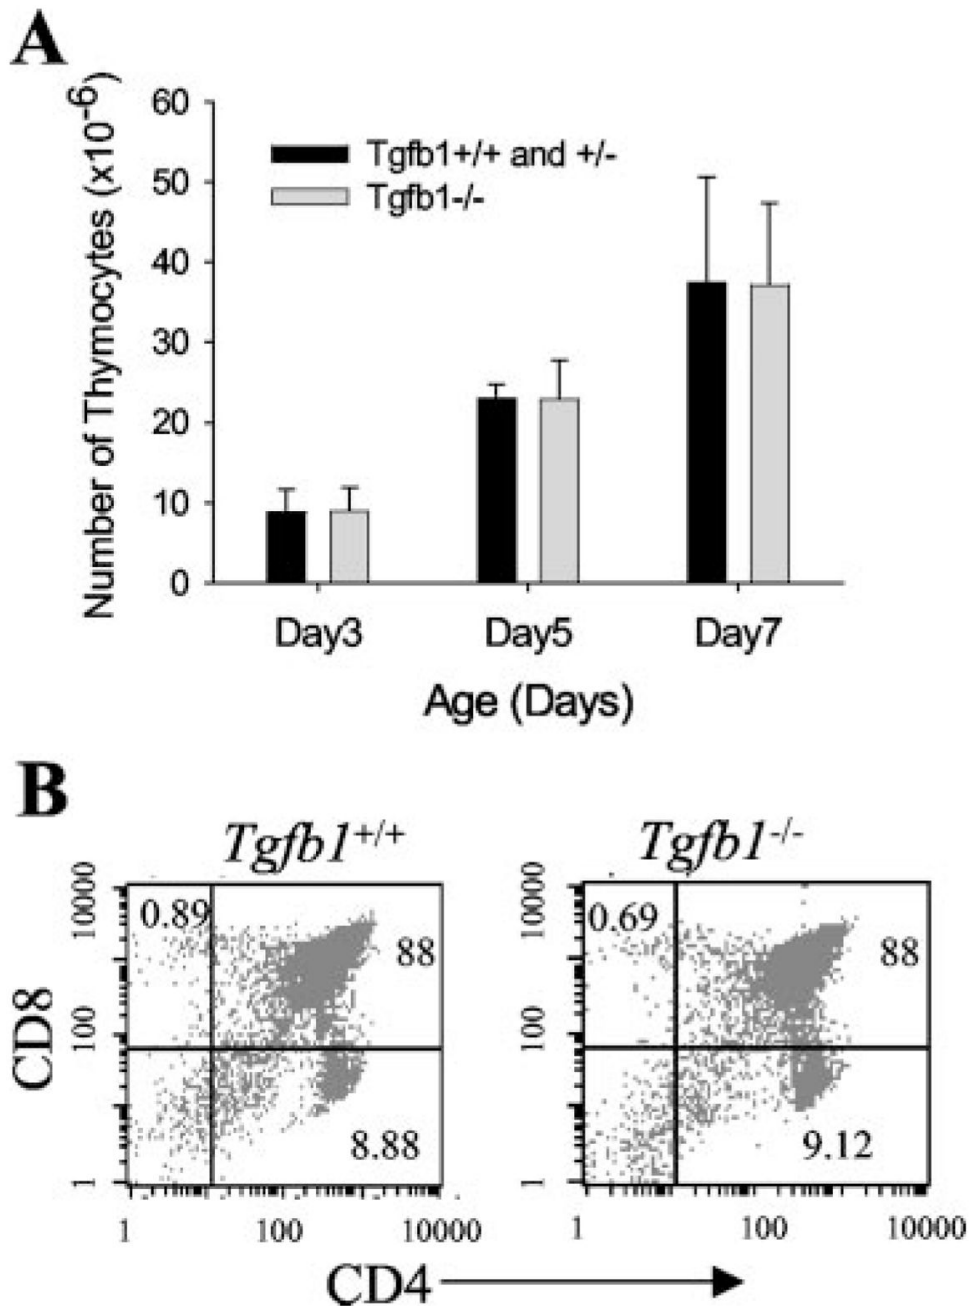 A
Number of Thymocytes (x10-6)
60
50
40
30
20
10
0
Tgfb1+/+ and +/-
Tgfb1-/-
Day3 Day5 Day7
Age (Days)
B
Tgfb1+/+ Tgfb1-/-
CD8
10000
100
1
0.89
88
8.88
1 100 10000
10000
100
1
0.69
88
9.12
1 100 10000
CD4